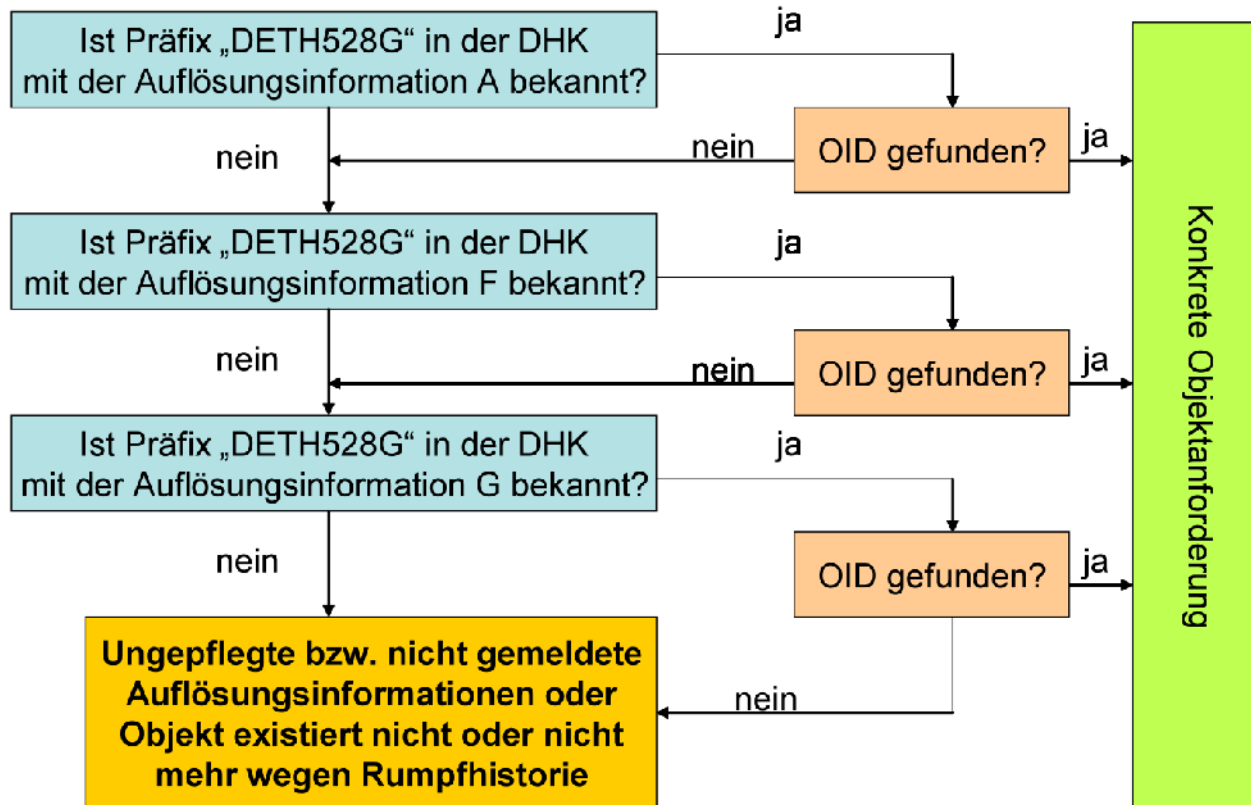 Ist Präfix „DETH528G“ in der DHK
mit der Auflösungsinformation A bekannt?
ja
nein
nein
OID gefunden?
ja
Ist Präfix „DETH528G“ in der DHK
mit der Auflösungsinformation F bekannt?
ja
nein
nein
OID gefunden?
ja
Ist Präfix „DETH528G“ in der DHK
mit der Auflösungsinformation G bekannt?
ja
nein
OID gefunden?
ja
Ungepflegte bzw. nicht gemeldete
Auflösungsinformationen oder
Objekt existiert nicht oder nicht
mehr wegen Rumpfhistorie
nein
Konkrete Objektanforderung